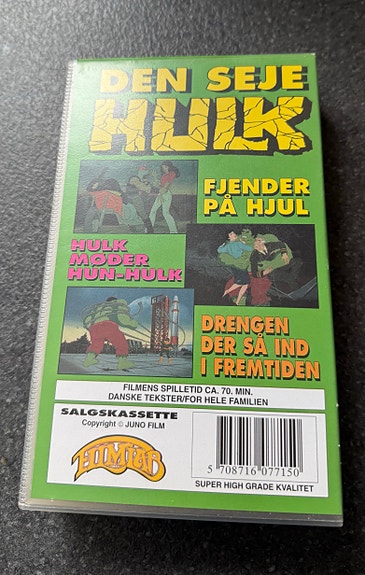 DEN SEJE
HULK
FJENDER
PÅ HJUL
HULK
MØDER
HUN-HULK
DRENGEN
DER SÅ IND
I FREMTIDEN
FILMENS SPILLETID CA. 70. MIN.
DANSKE TEKSTER/FOR HELE FAMILIEN
SALGSKASSETTE
Copyright © JUNO FILM
FILMLAB
5 708716 077150
SUPER HIGH GRADE KVALITET